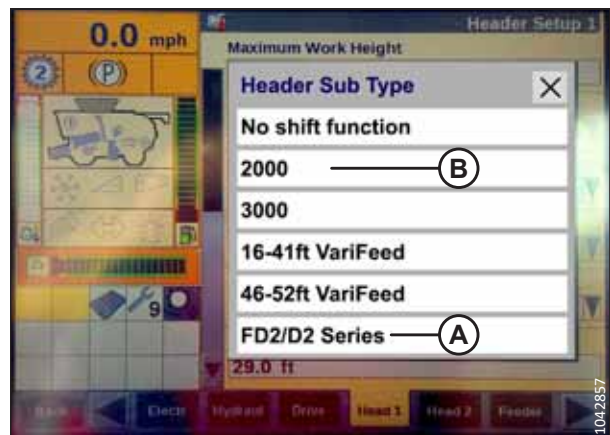 0.0 mph
Header Setup 1
Maximum Work Height
2
(P)
Header Sub Type
No shift function
2000
B
3000
16-41ft VariFeed
46-52ft VariFeed
9
FD2/D2 Series
A
29.0 ft
Back
Electr
Hydraul
Drive
Head 1
Head 2
Feeder
1042857